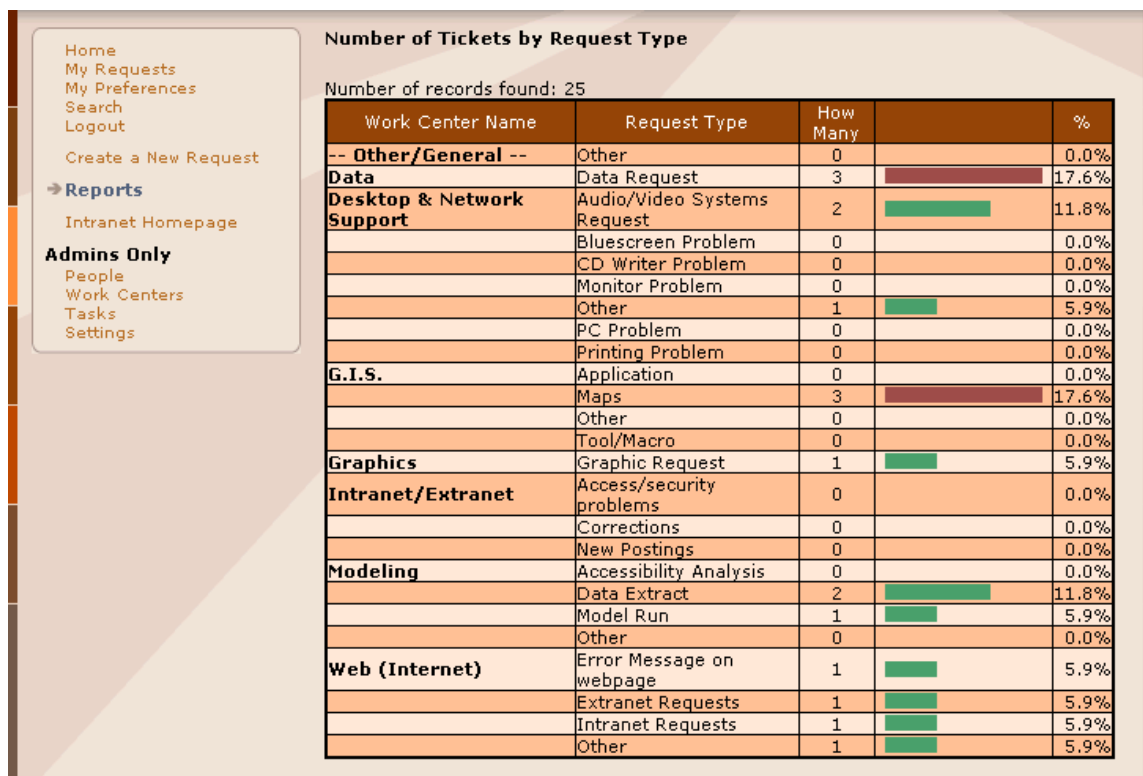 Home
My Requests
My Preferences
Search
Logout
Create a New Request
Reports
Intranet Homepage
Admins Only
People
Work Centers
Tasks
Settings
Number of Tickets by Request Type
Number of records found: 25
Work Center Name Request Type How Many %
-- Other/General -- Other 0 0.0%
Data Data Request 3 17.6%
Desktop & Network Support Audio/Video Systems Request 2 11.8%
Bluescreen Problem 0 0.0%
CD Writer Problem 0 0.0%
Monitor Problem 0 0.0%
Other 1 5.9%
PC Problem 0 0.0%
Printing Problem 0 0.0%
G.I.S. Application 0 0.0%
Maps 3 17.6%
Other 0 0.0%
Tool/Macro 0 0.0%
Graphics Graphic Request 1 5.9%
Intranet/Extranet Access/security problems 0 0.0%
Corrections 0 0.0%
New Postings 0 0.0%
Modeling Accessibility Analysis 0 0.0%
Data Extract 2 11.8%
Model Run 1 5.9%
Other 0 0.0%
Web (Internet) Error Message on webpage 1 5.9%
Extranet Requests 1 5.9%
Intranet Requests 1 5.9%
Other 1 5.9%